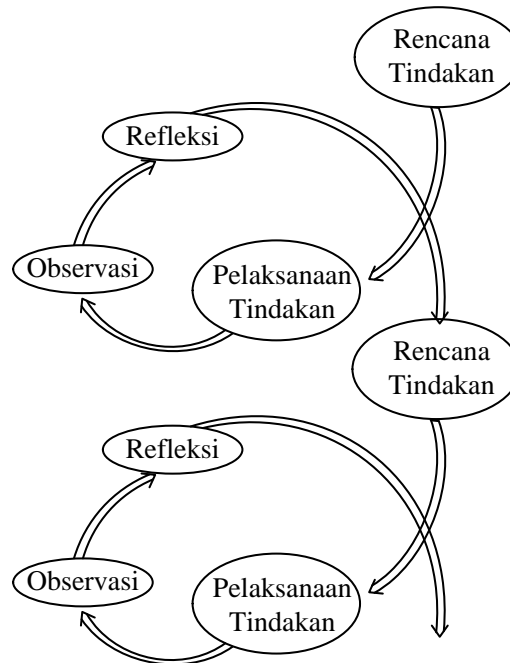 Rencana
Tindakan
Refleksi
Observasi
Pelaksanaan
Tindakan
Rencana
Tindakan
Refleksi
Observasi
Pelaksanaan
Tindakan